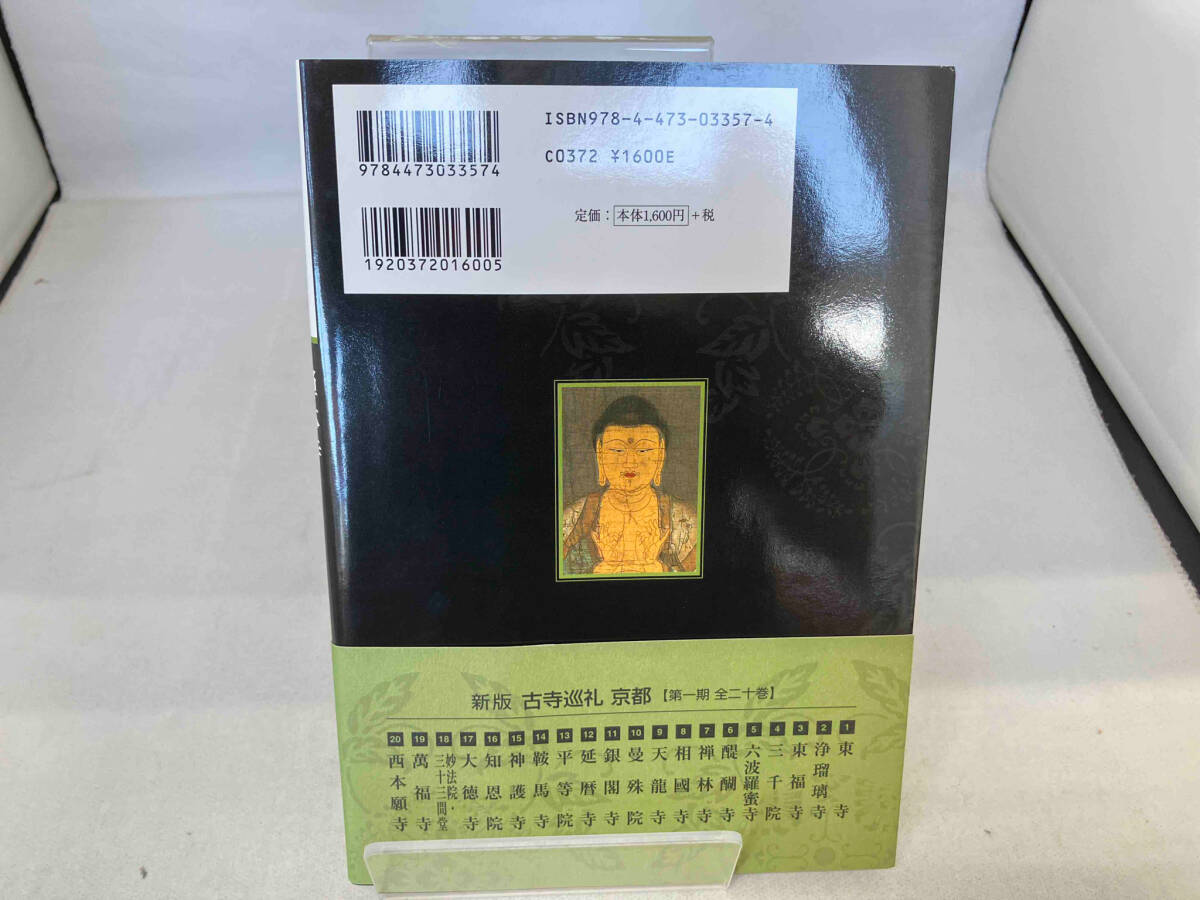 ISBN978-4-473-03357-4
C0372 ¥1600E
9784473033574
定価：本体1,600円+税
1920372016005
新版 古寺巡礼 京都【第一期 全二十巻】
1 東寺
2 浄瑠璃寺
3 東福寺
4 三千院
5 六波羅蜜寺
6 醍醐寺
7 禅林寺
8 相國寺
9 天龍寺
10 曼殊院
11 銀閣寺
12 延暦寺
13 平等院
14 鞍馬寺
15 神護寺
16 知恩院
17 大徳寺
18 妙法院・三十三間堂
19 萬福寺
20 西本願寺